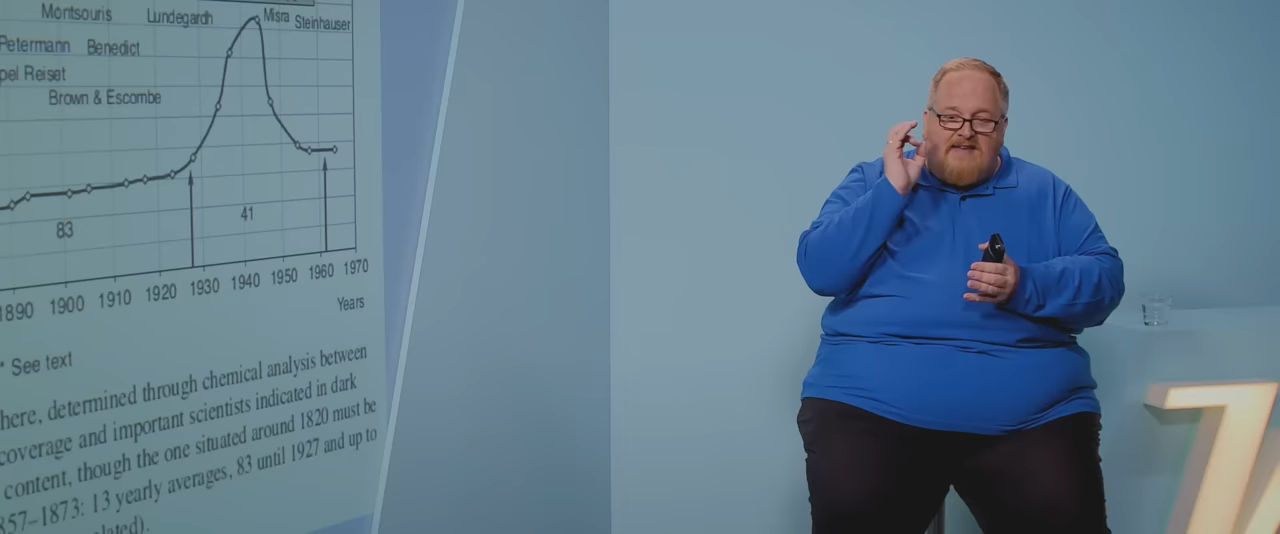 Montsouris Lundegardh Misra Steinhauser
Petermann Benedict
pel Reiset
Brown & Escombe
83 41
1890 1900 1910 1920 1930 1940 1950 1960 1970
Years
* See text
here, determined through chemical analysis between
coverage and important scientists indicated in dark
content, though the one situated around 1820 must be
857–1873: 13 yearly averages, 83 until 1927 and up to
lated).